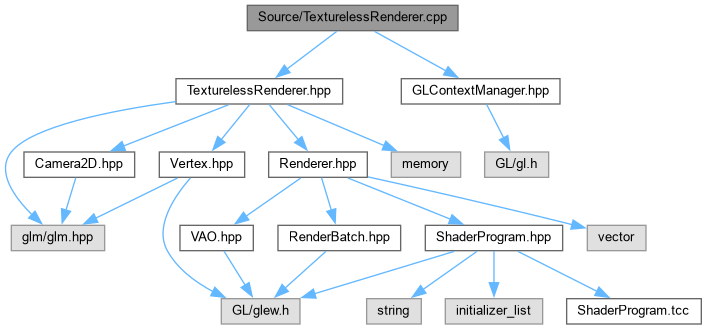 Source/TexturelessRenderer.cpp
TexturelessRenderer.hpp
GLContextManager.hpp
Camera2D.hpp
Vertex.hpp
Renderer.hpp
memory
GL/gl.h
glm/glm.hpp
VAO.hpp
RenderBatch.hpp
ShaderProgram.hpp
vector
GL/glew.h
string
initializer_list
ShaderProgram.tcc